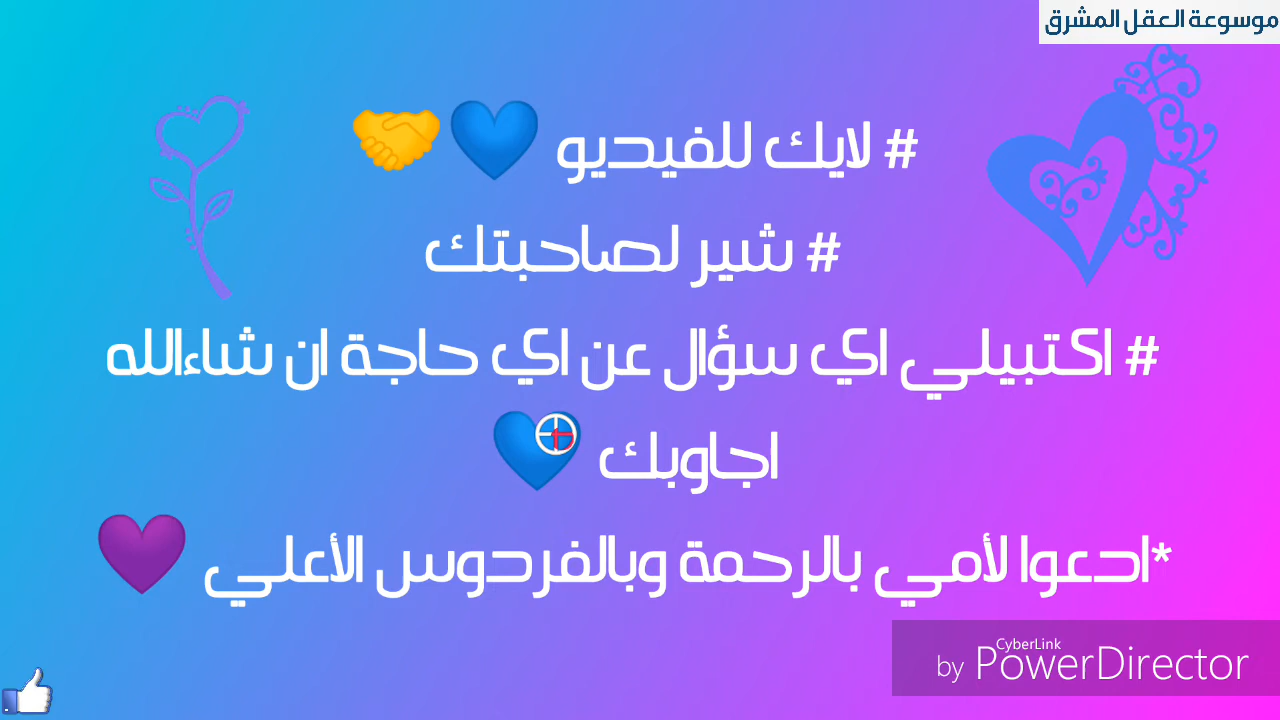 موسوعة العقل المشرق
# لايك للفيديو 💙🤝
# شير لصاحبتك
# اكتبيلي اي سؤال عن اي حاجة ان شاءالله
اجاوبك 💙
*ادعوا لأمي بالرحمة وبالفردوس الأعلي 💜
CyberLink
by PowerDirector